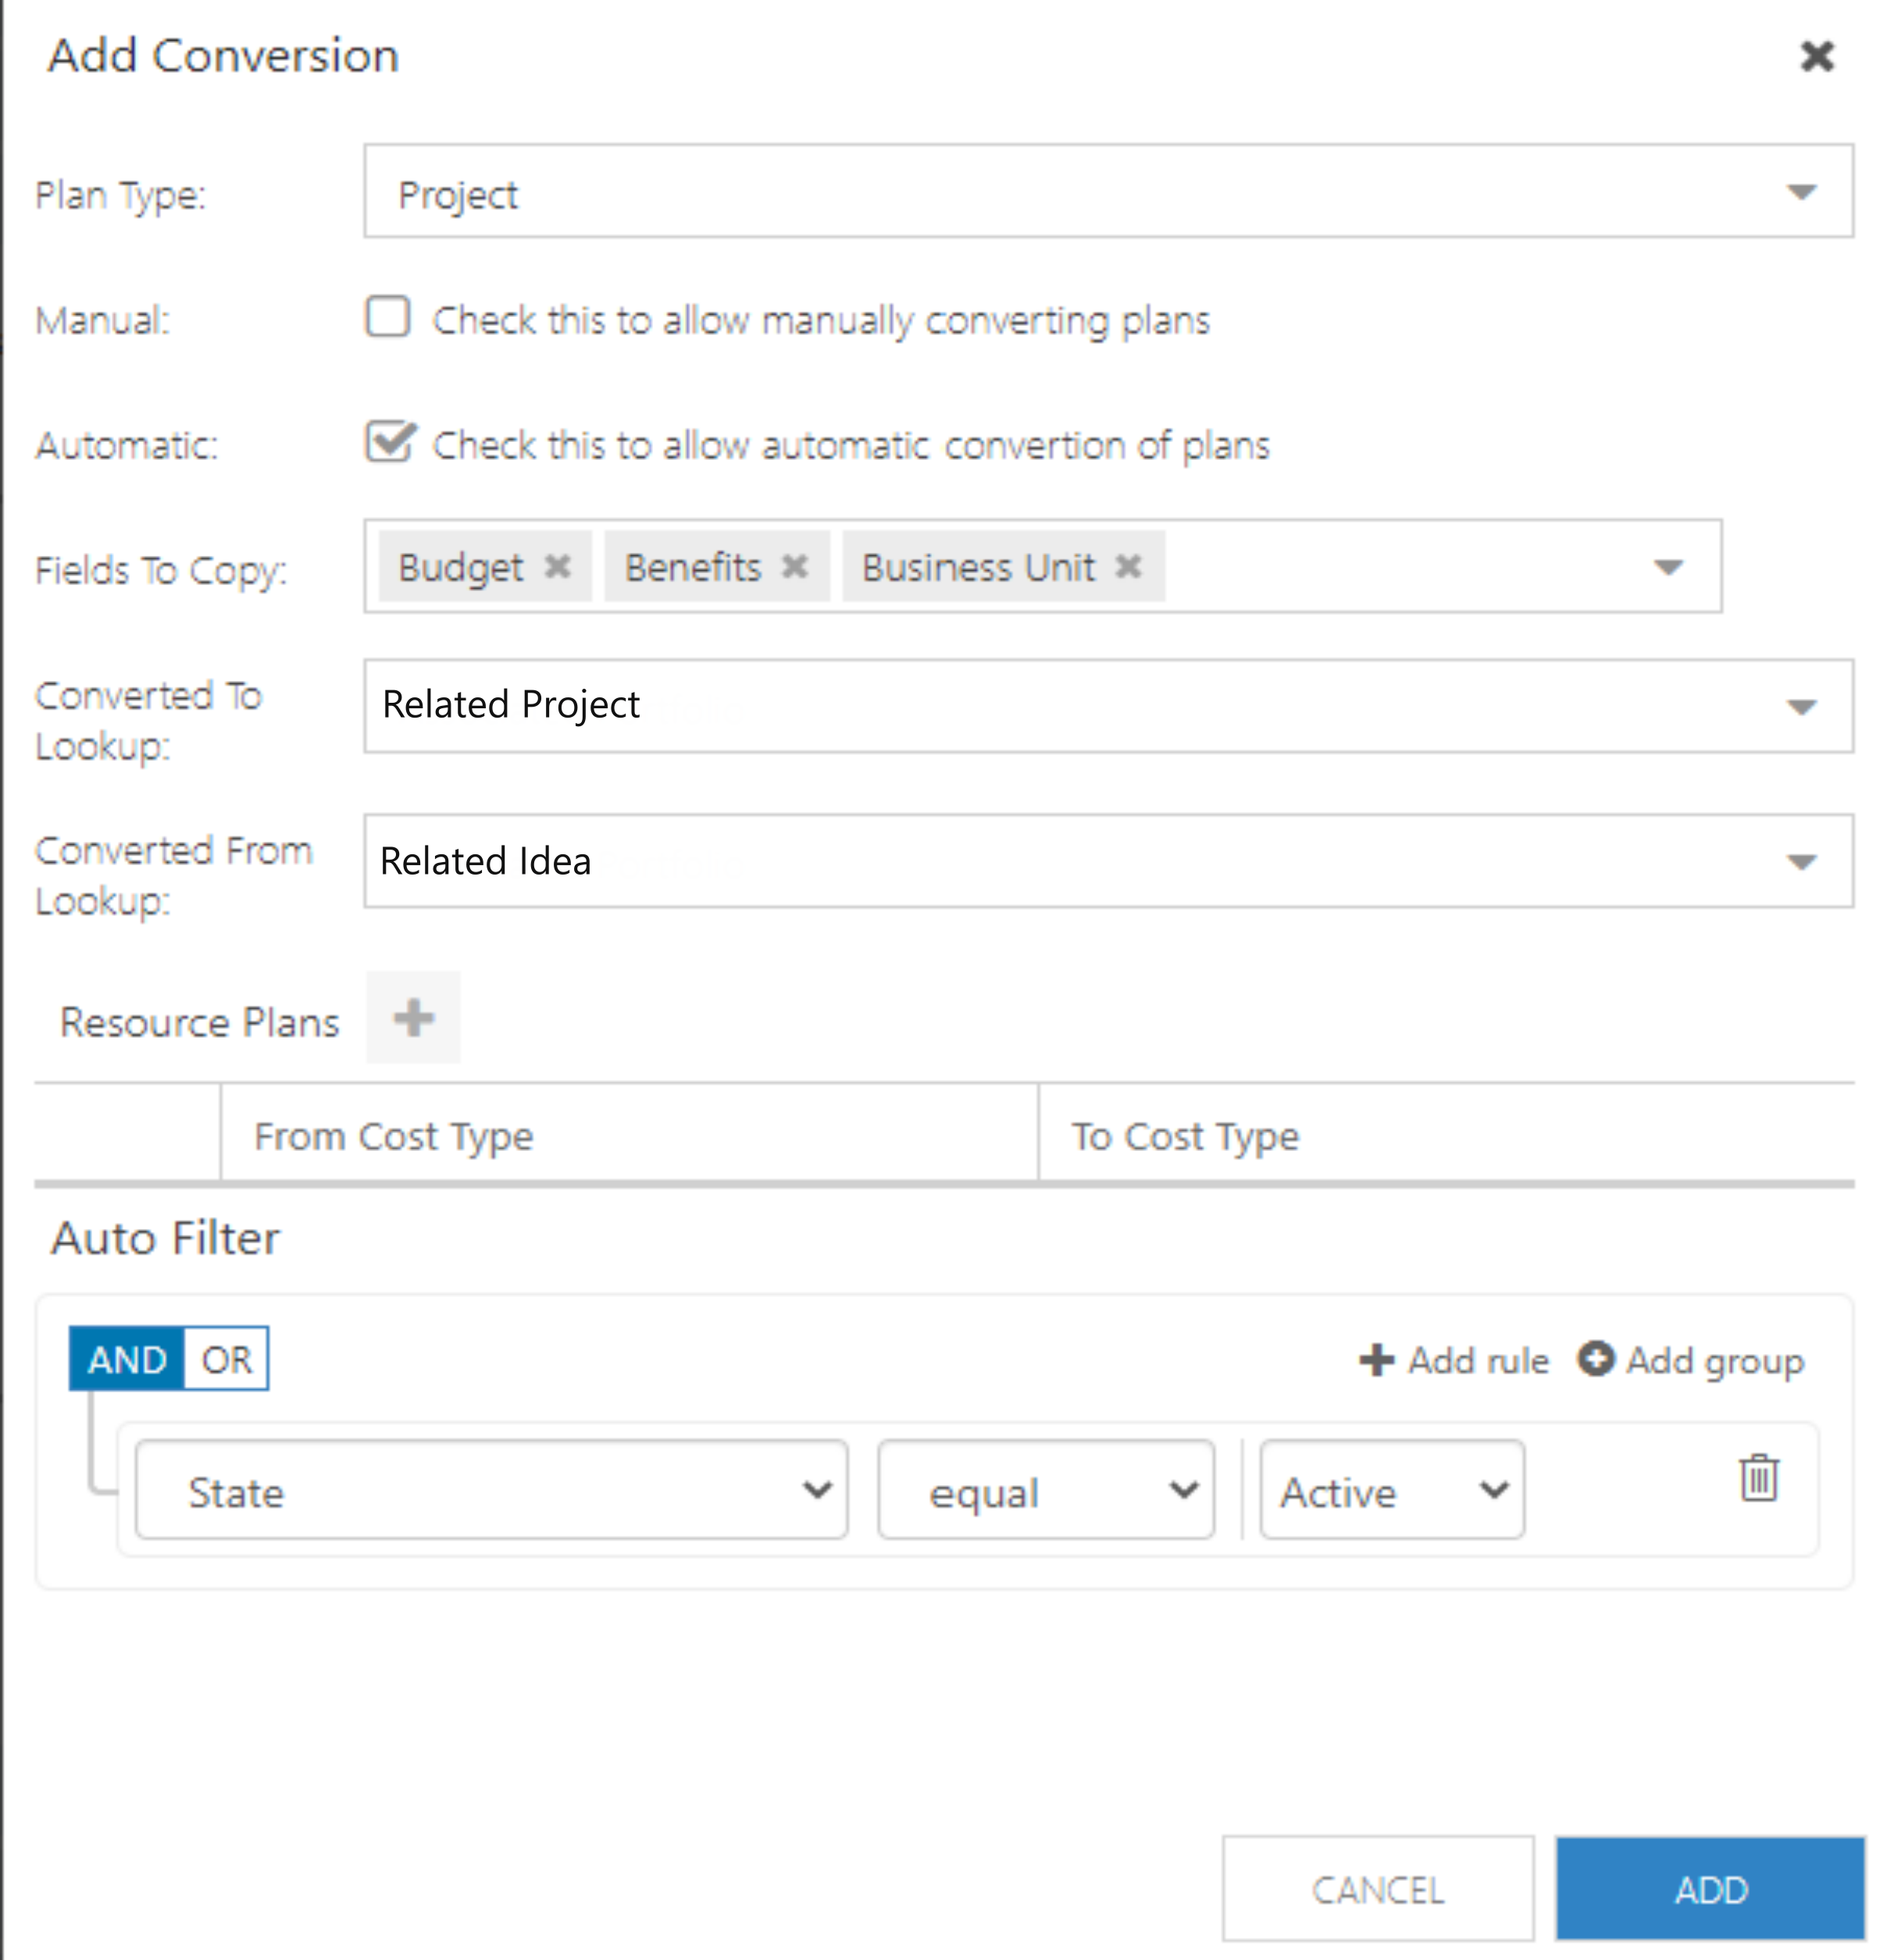 Add Conversion
Plan Type: Project
Manual: Check this to allow manually converting plans
Automatic: Check this to allow automatic convertion of plans
Fields To Copy: Budget Benefits Business Unit
Converted To
Lookup:
Related Project
Converted From
Lookup:
Related Idea
Resource Plans
From Cost Type To Cost Type
Auto Filter
AND OR Add rule Add group
State equal Active
CANCEL ADD